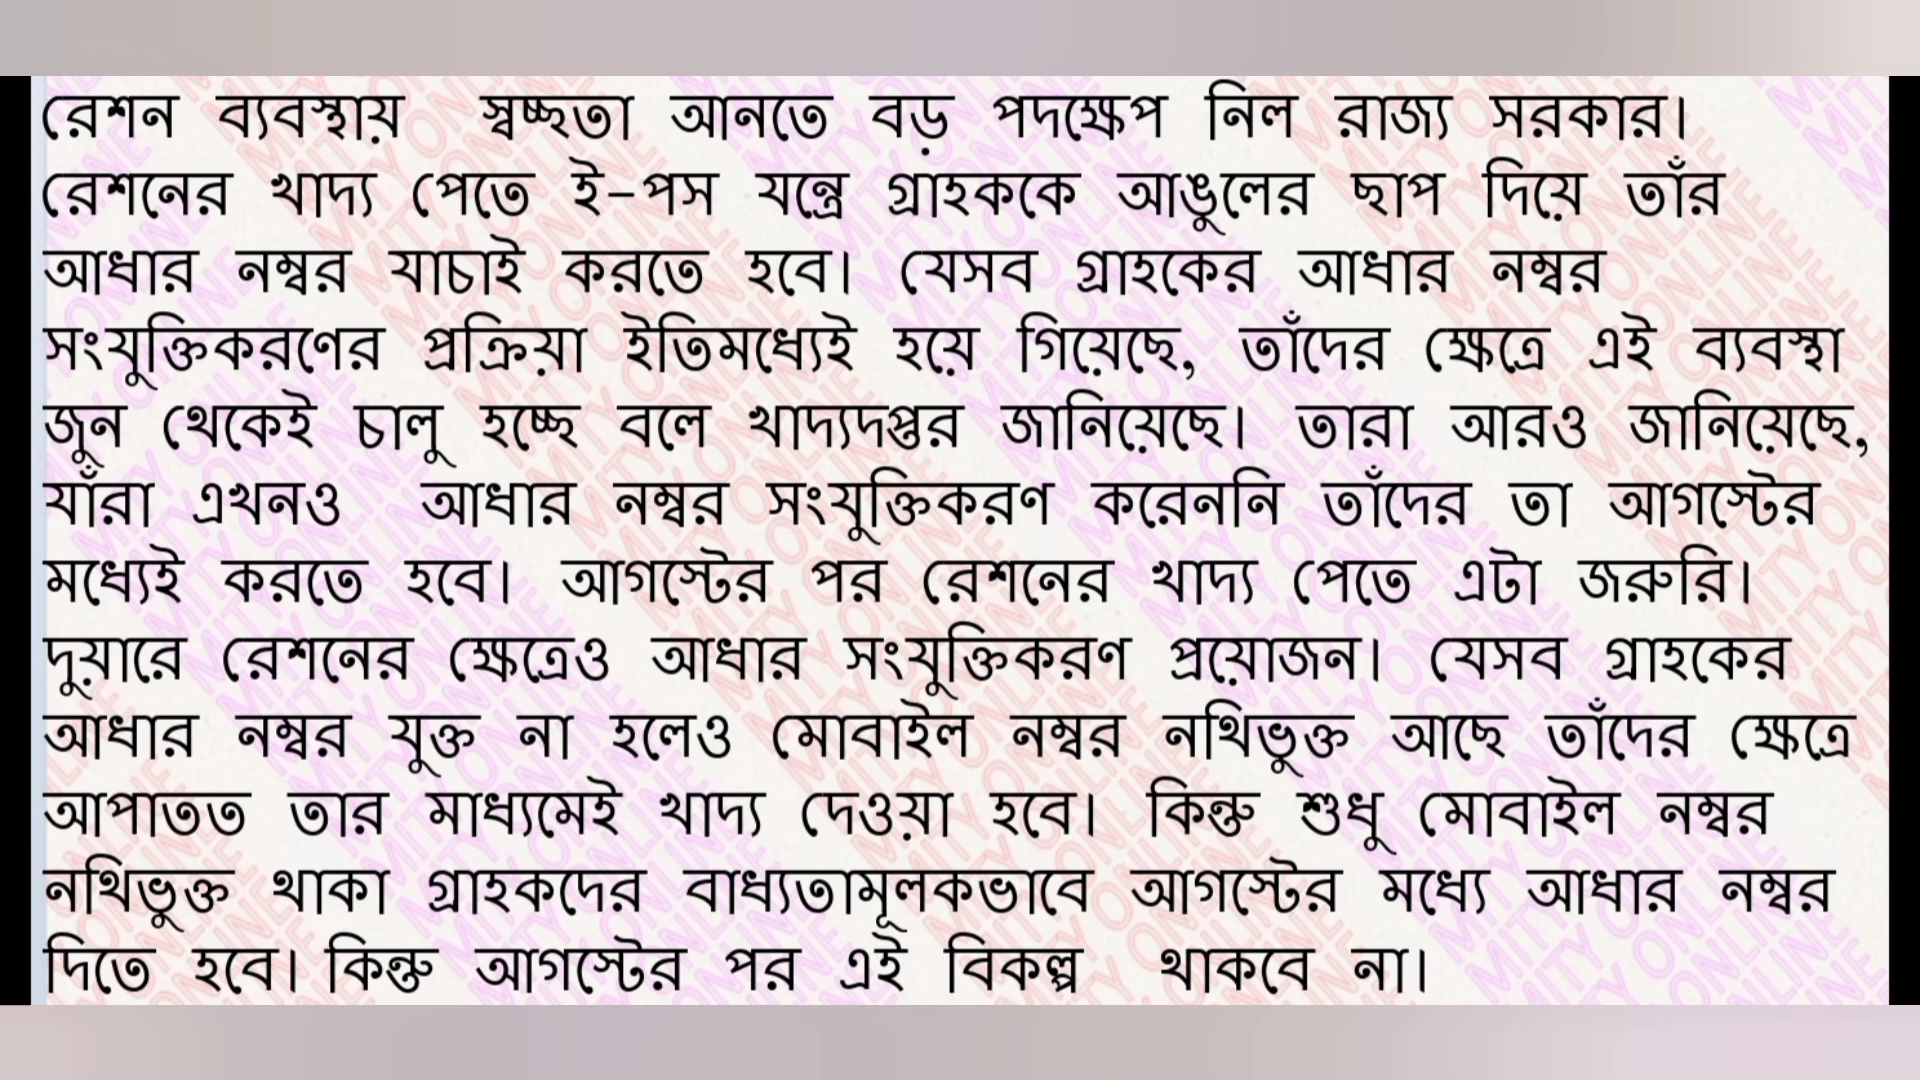 রেশন ব্যবস্থায় স্বচ্ছতা আনতে বড় পদক্ষেপ নিল রাজ্য সরকার।
রেশনের খাদ্য পেতে ই-পস যন্ত্রে গ্রাহককে আঙুলের ছাপ দিয়ে তাঁর
আধার নম্বর যাচাই করতে হবে। যেসব গ্রাহকের আধার নম্বর
সংযুক্তিকরণের প্রক্রিয়া ইতিমধ্যেই হয়ে গিয়েছে, তাঁদের ক্ষেত্রে এই ব্যবস্থা
জুন থেকেই চালু হচ্ছে বলে খাদ্যদপ্তর জানিয়েছে। তারা আরও জানিয়েছে,
যাঁরা এখনও আধার নম্বর সংযুক্তিকরণ করেননি তাঁদের তা আগস্টের
মধ্যেই করতে হবে। আগস্টের পর রেশনের খাদ্য পেতে এটা জরুরি।
দুয়ারে রেশনের ক্ষেত্রেও আধার সংযুক্তিকরণ প্রয়োজন। যেসব গ্রাহকের
আধার নম্বর যুক্ত না হলেও মোবাইল নম্বর নথিভুক্ত আছে তাঁদের ক্ষেত্রে
আপাতত তার মাধ্যমেই খাদ্য দেওয়া হবে। কিন্তু শুধু মোবাইল নম্বর
নথিভুক্ত থাকা গ্রাহকদের বাধ্যতামূলকভাবে আগস্টের মধ্যে আধার নম্বর
দিতে হবে। কিন্তু আগস্টের পর এই বিকল্প থাকবে না।